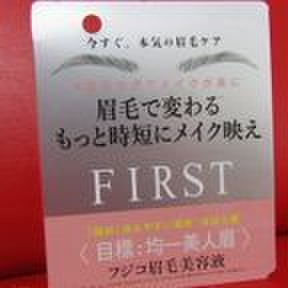 今すぐ、本気の眉毛ケア
眉毛で変わる
もっと時短にメイク映え
FIRST
〈 目標:均一美人眉 〉
フジコ眉毛美容液